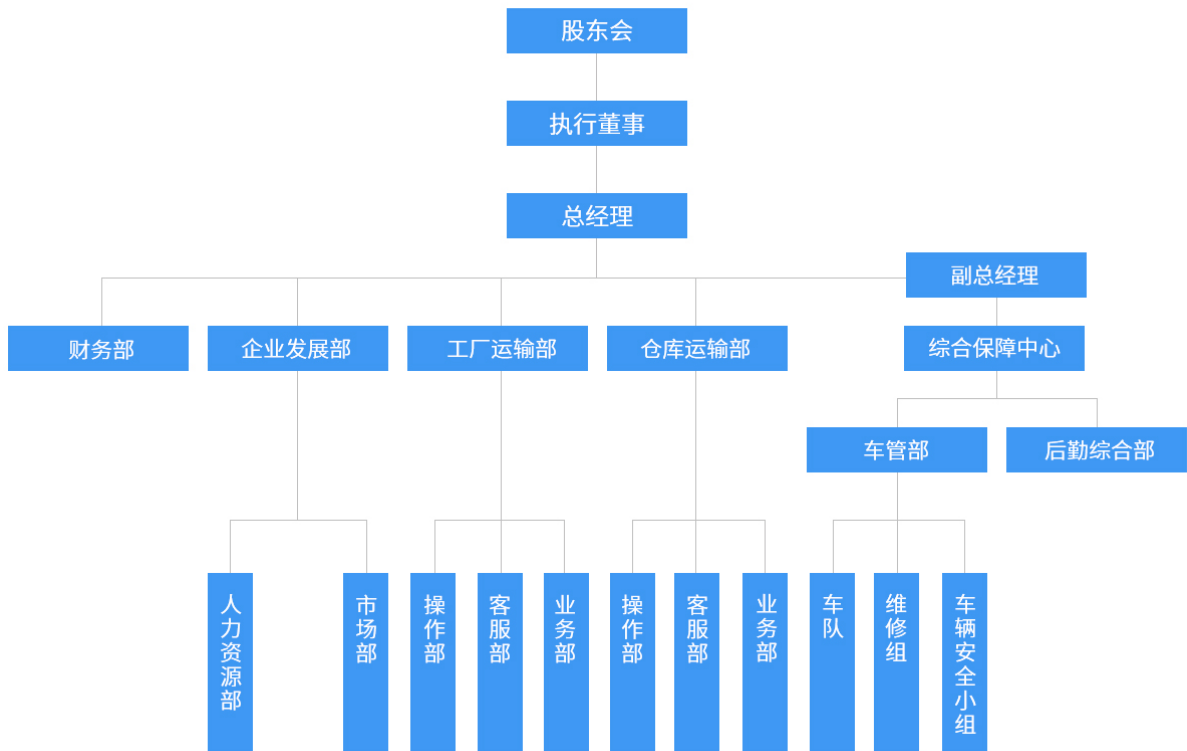 股东会
执行董事
总经理
副总经理
财务部
企业发展部
工厂运输部
仓库运输部
综合保障中心
车管部
后勤综合部
人力资源部
市场部
操作部
客服部
业务部
操作部
客服部
业务部
车队
维修组
车辆安全小组